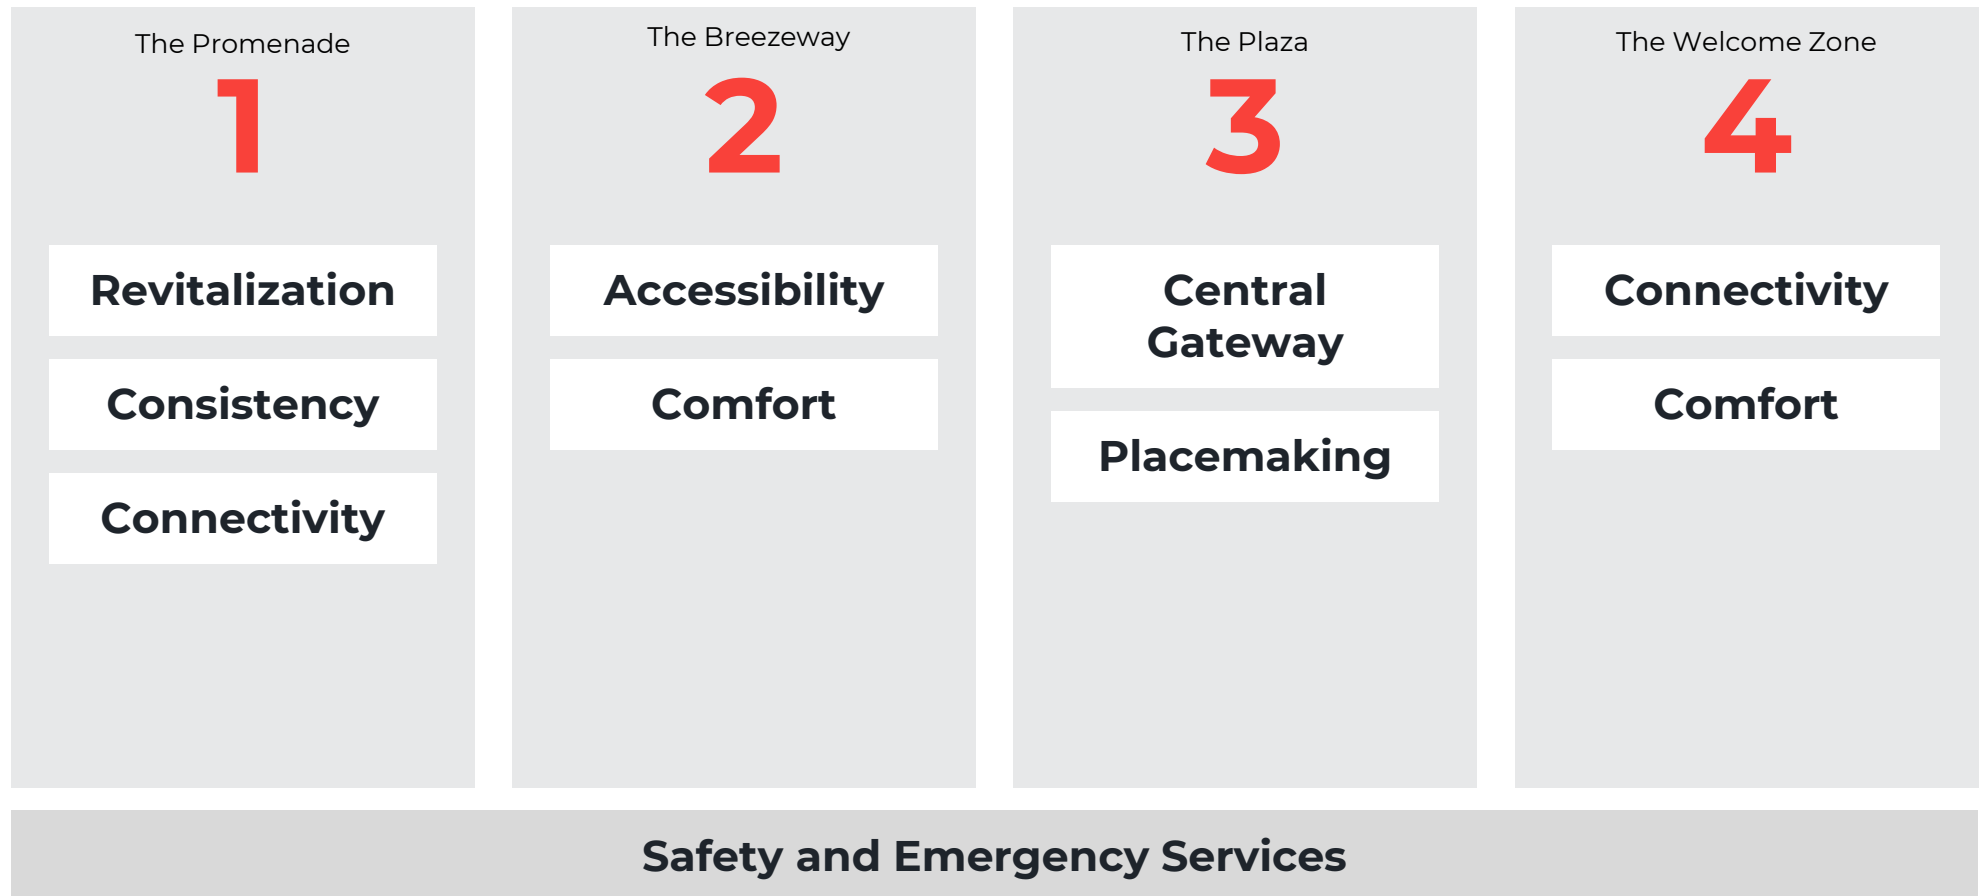 The Promenade
1
Revitalization
Consistency
Connectivity
The Breezeway
2
Accessibility
Comfort
The Plaza
3
Central
Gateway
Placemaking
The Welcome Zone
4
Connectivity
Comfort
Safety and Emergency Services